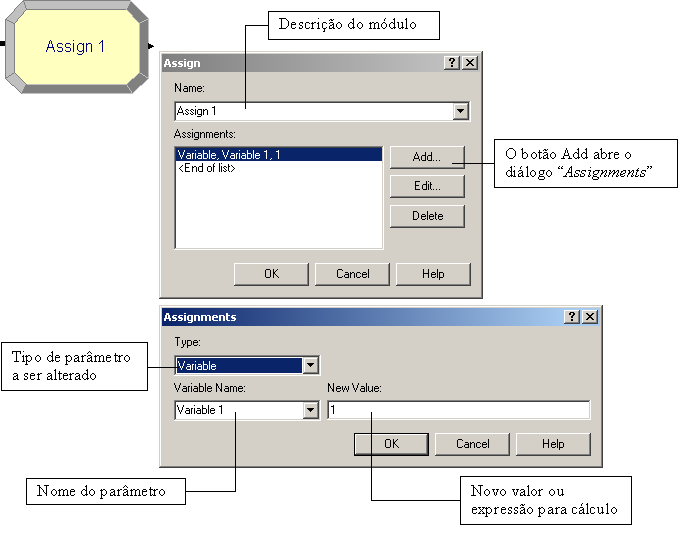 Assign 1
Descrição do módulo
Assign
Name:
Assign 1
Assignments:
Variable, Variable 1, 1
<End of list>
Add...
Edit...
Delete
O botão Add abre o
diálogo “Assignments”
OK Cancel Help
Assignments
Type:
Tipo de parâmetro
a ser alterado
Variable
Variable Name: New Value:
Variable 1 1
OK Cancel Help
Nome do parâmetro
Novo valor ou
expressão para cálculo